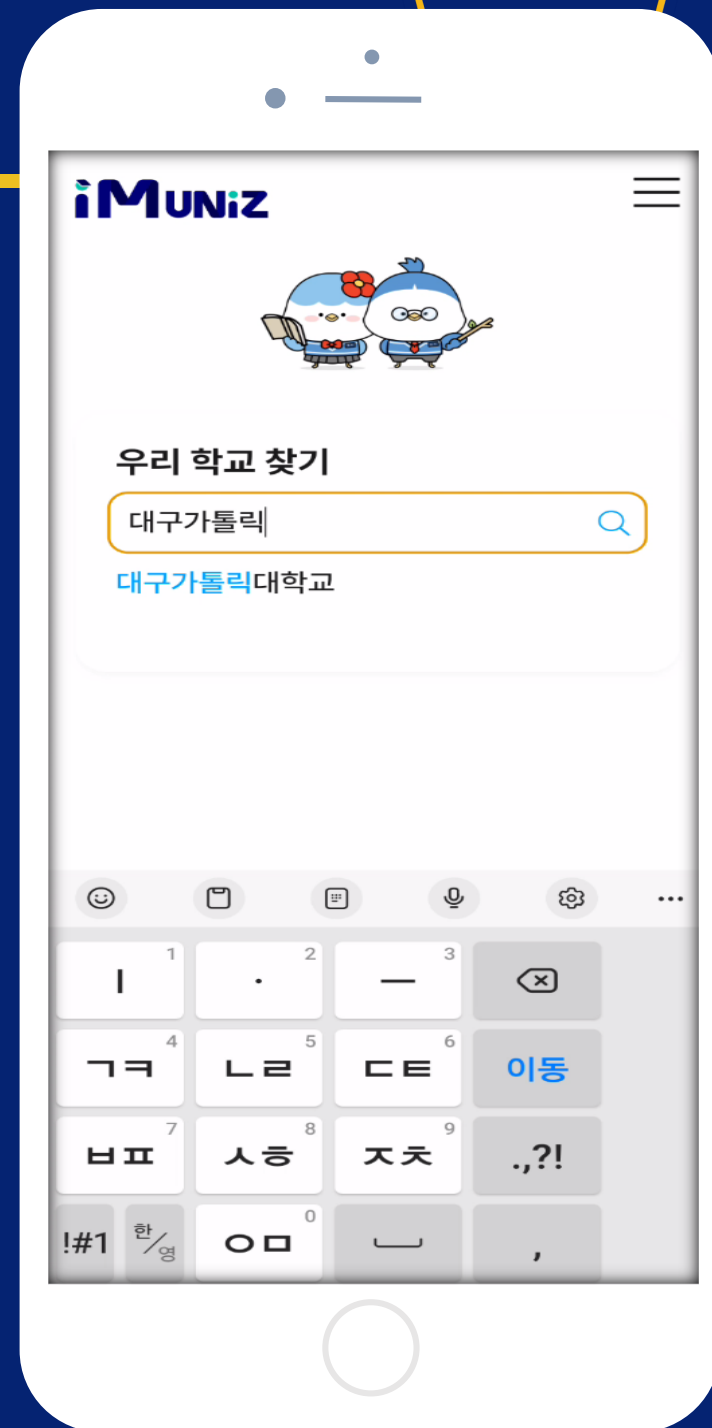 iMUNiZ
우리 학교 찾기
대구가톨릭
대구가톨릭대학교
ㅣ 1 · 2 ㅡ 3
ㄱㅋ 4 ㄴㄹ 5 ㄷㅌ 6 이동
ㅂㅍ 7 ㅅㅎ 8 ㅈㅊ 9 .,?!
!#1 한/영 ㅇㅁ 0 ,